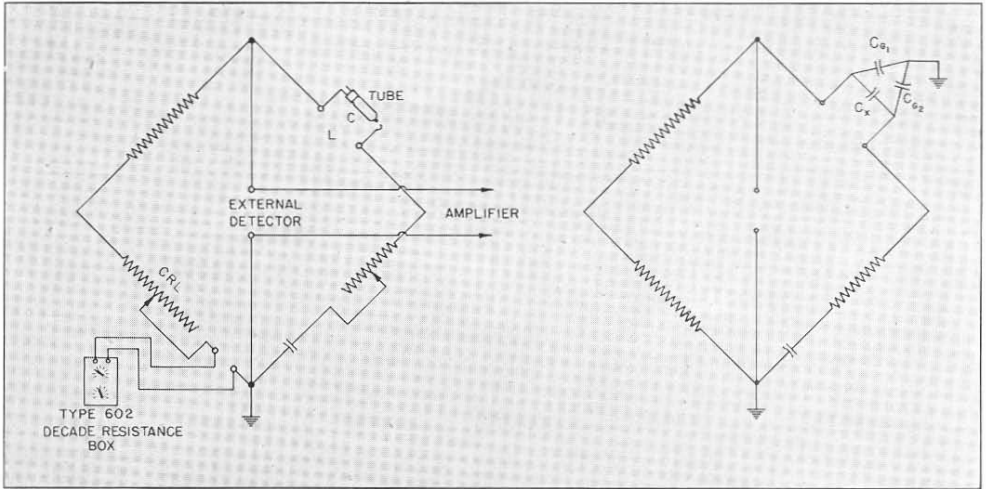 TUBE
C
L
EXTERNAL
DETECTOR
AMPLIFIER
CRL
TYPE 602
DECADE RESISTANCE
BOX
CG1
CX
CG2